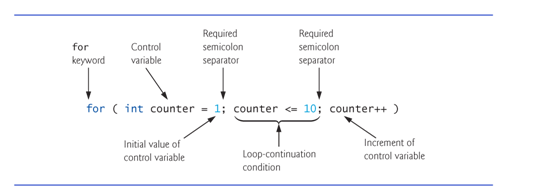 Required
semicolon
separator
Required
semicolon
separator
for
keyword
Control
variable
for ( int counter = 1; counter <= 10; counter++ )
Initial value of
control variable
Loop-continuation
condition
Increment of
control variable